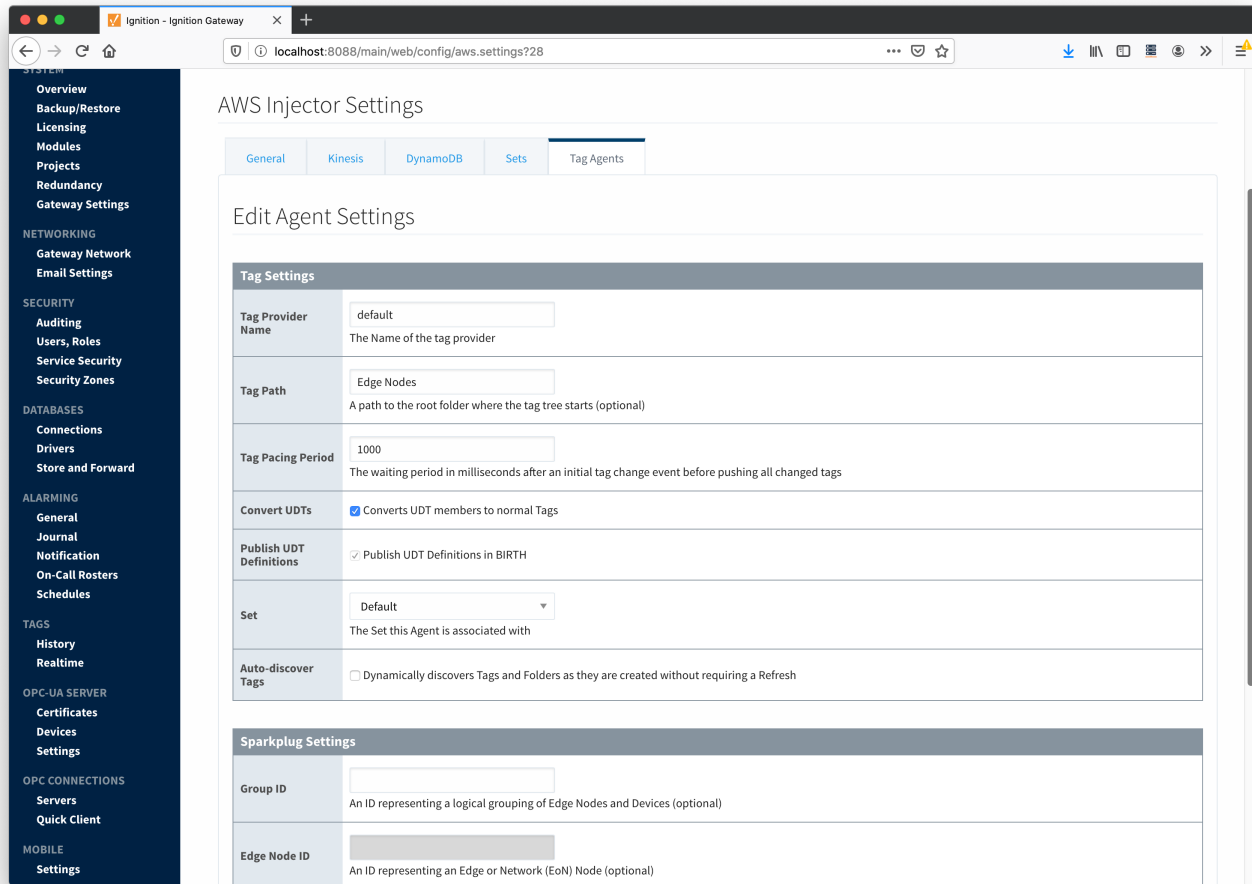 Ignition - Ignition Gateway
localhost:8088/main/web/config/aws.settings?28
SYSTEM
Overview
Backup/Restore
Licensing
Modules
Projects
Redundancy
Gateway Settings
NETWORKING
Gateway Network
Email Settings
SECURITY
Auditing
Users, Roles
Service Security
Security Zones
DATABASES
Connections
Drivers
Store and Forward
ALARMING
General
Journal
Notification
On-Call Rosters
Schedules
TAGS
History
Realtime
OPC-UA SERVER
Certificates
Devices
Settings
OPC CONNECTIONS
Servers
Quick Client
MOBILE
Settings
AWS Injector Settings
General Kinesis DynamoDB Sets Tag Agents
Edit Agent Settings
Tag Settings
Tag Provider
Name
default
The Name of the tag provider
Tag Path
Edge Nodes
A path to the root folder where the tag tree starts (optional)
Tag Pacing Period
1000
The waiting period in milliseconds after an initial tag change event before pushing all changed tags
Convert UDTs
Converts UDT members to normal Tags
Publish UDT
Definitions
Publish UDT Definitions in BIRTH
Set
Default
The Set this Agent is associated with
Auto-discover
Tags
Dynamically discovers Tags and Folders as they are created without requiring a Refresh
Sparkplug Settings
Group ID
An ID representing a logical grouping of Edge Nodes and Devices (optional)
Edge Node ID
An ID representing an Edge or Network (EoN) Node (optional)